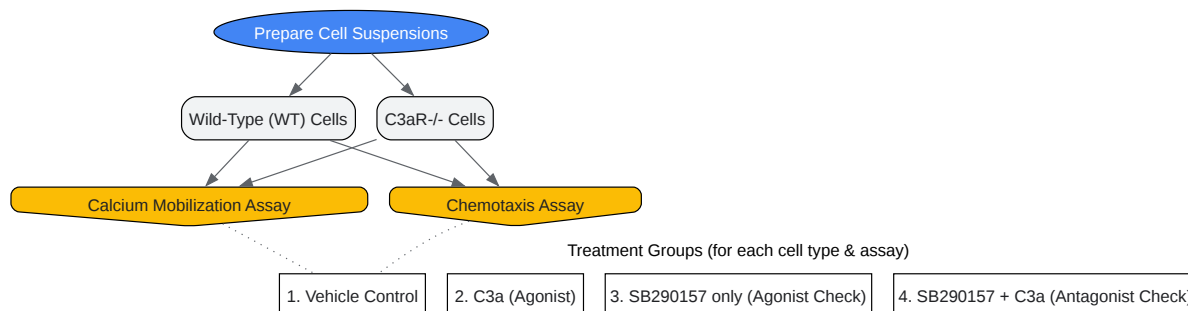 Prepare Cell Suspensions
Wild-Type (WT) Cells
C3aR-/- Cells
Calcium Mobilization Assay
Chemotaxis Assay
Treatment Groups (for each cell type & assay)
1. Vehicle Control
2. C3a (Agonist)
3. SB290157 only (Agonist Check)
4. SB290157 + C3a (Antagonist Check)